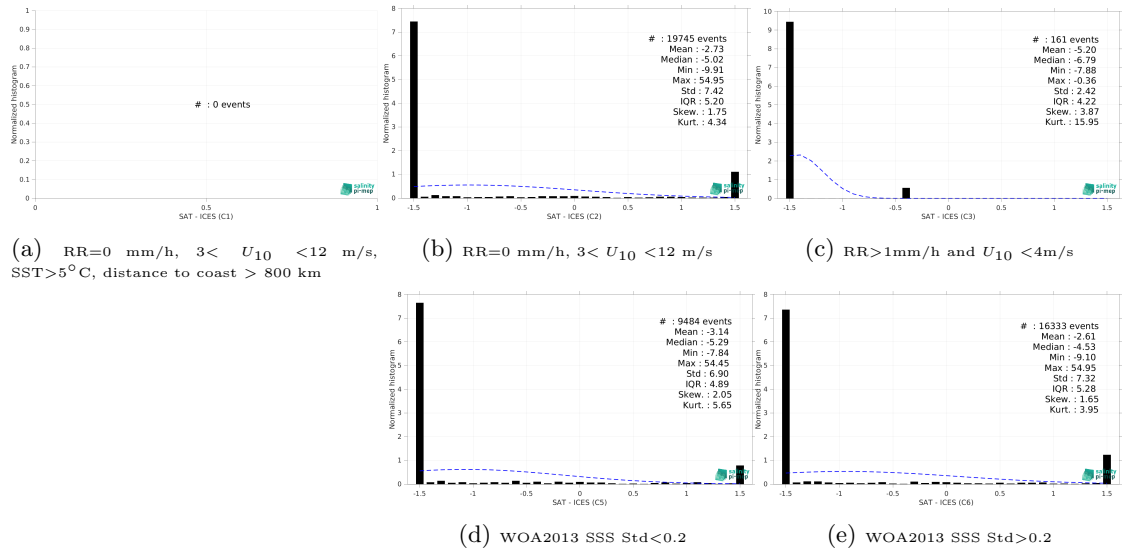 1
0.9
0.8
0.7
0.6
0.5
0.4
0.3
0.2
0.1
0
Normalized histogram
# : 0 events
salinity
pi-mep
0 0.5 1
SAT - ICES (C1)
(a) RR=0 mm/h, 3< U10 <12 m/s,
SST>5°C, distance to coast > 800 km
8
7
6
5
4
3
2
1
0
Normalized histogram
# : 19745 events
Mean : -2.73
Median : -5.02
Min : -9.91
Max : 54.95
Std : 7.42
IQR : 5.20
Skew. : 1.75
Kurt. : 4.34
salinity
pi-mep
-1.5 -1 -0.5 0 0.5 1 1.5
SAT - ICES (C2)
(b) RR=0 mm/h, 3< U10 <12 m/s
10
9
8
7
6
5
4
3
2
1
0
Normalized histogram
# : 161 events
Mean : -5.20
Median : -6.79
Min : -7.88
Max : -0.36
Std : 2.42
IQR : 4.22
Skew. : 3.87
Kurt. : 15.95
salinity
pi-mep
-1.5 -1 -0.5 0 0.5 1 1.5
SAT - ICES (C3)
(c) RR>1mm/h and U10 <4m/s
8
7
6
5
4
3
2
1
0
Normalized histogram
# : 9484 events
Mean : -3.14
Median : -5.29
Min : -7.84
Max : 54.45
Std : 6.90
IQR : 4.89
Skew. : 2.05
Kurt. : 5.65
salinity
pi-mep
-1.5 -1 -0.5 0 0.5 1 1.5
SAT - ICES (C5)
(d) WOA2013 SSS Std<0.2
8
7
6
5
4
3
2
1
0
Normalized histogram
# : 16333 events
Mean : -2.61
Median : -4.53
Min : -9.10
Max : 54.95
Std : 7.32
IQR : 5.28
Skew. : 1.65
Kurt. : 3.95
salinity
pi-mep
-1.5 -1 -0.5 0 0.5 1 1.5
SAT - ICES (C6)
(e) WOA2013 SSS Std>0.2